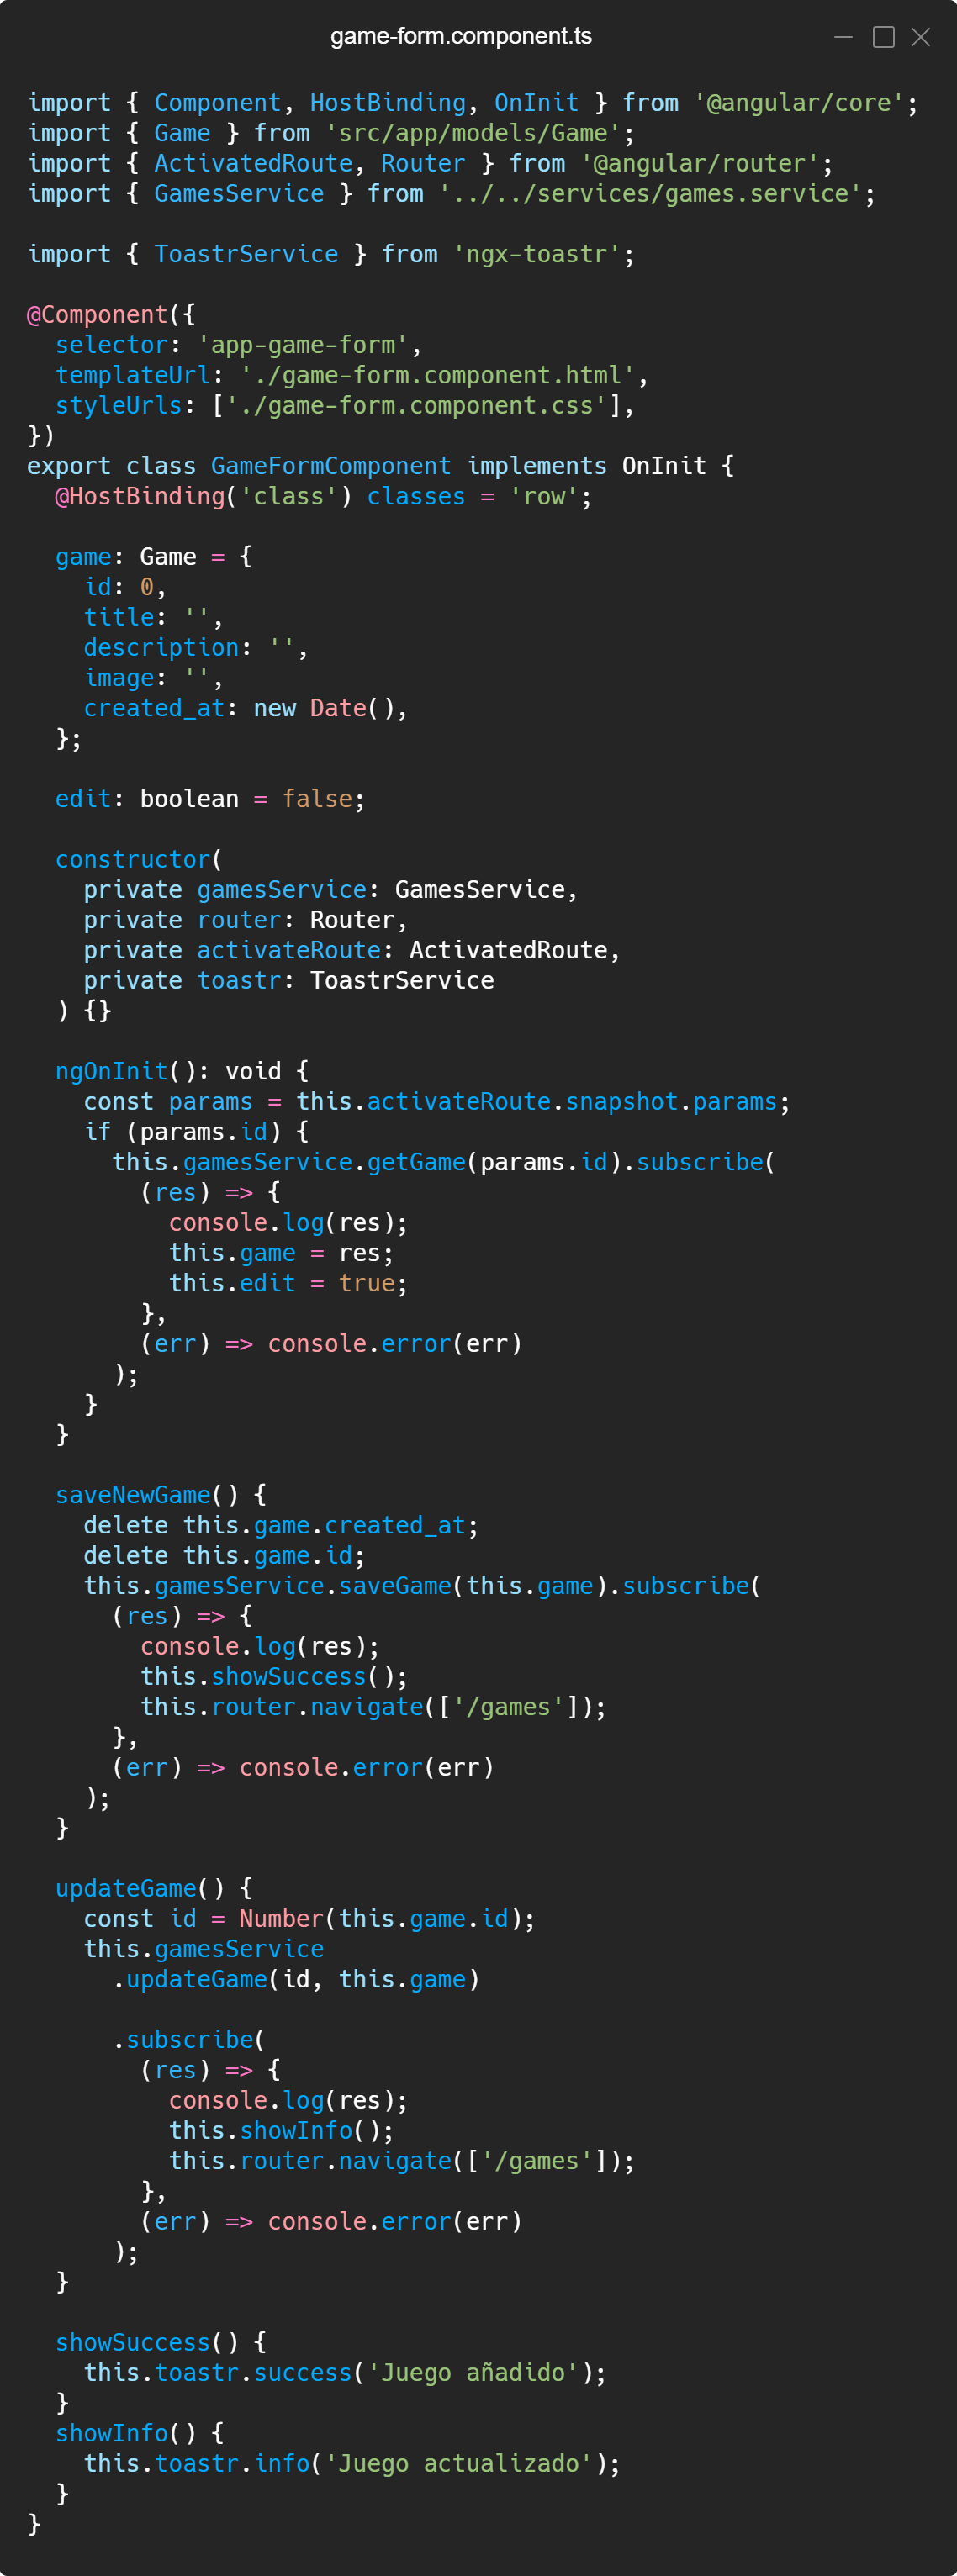 game-form.component.ts
import { Component, HostBinding, OnInit } from '@angular/core';
import { Game } from 'src/app/models/Game';
import { ActivatedRoute, Router } from '@angular/router';
import { GamesService } from '../../services/games.service';

import { ToastrService } from 'ngx-toastr';

@Component({
  selector: 'app-game-form',
  templateUrl: './game-form.component.html',
  styleUrls: ['./game-form.component.css'],
})
export class GameFormComponent implements OnInit {
  @HostBinding('class') classes = 'row';

  game: Game = {
    id: 0,
    title: '',
    description: '',
    image: '',
    created_at: new Date(),
  };

  edit: boolean = false;

  constructor(
    private gamesService: GamesService,
    private router: Router,
    private activateRoute: ActivatedRoute,
    private toastr: ToastrService
  ) {}

  ngOnInit(): void {
    const params = this.activateRoute.snapshot.params;
    if (params.id) {
      this.gamesService.getGame(params.id).subscribe(
        (res) => {
          console.log(res);
          this.game = res;
          this.edit = true;
        },
        (err) => console.error(err)
      );
    }
  }

  saveNewGame() {
    delete this.game.created_at;
    delete this.game.id;
    this.gamesService.saveGame(this.game).subscribe(
      (res) => {
        console.log(res);
        this.showSuccess();
        this.router.navigate(['/games']);
      },
      (err) => console.error(err)
    );
  }

  updateGame() {
    const id = Number(this.game.id);
    this.gamesService
      .updateGame(id, this.game)

      .subscribe(
        (res) => {
          console.log(res);
          this.showInfo();
          this.router.navigate(['/games']);
        },
        (err) => console.error(err)
      );
  }

  showSuccess() {
    this.toastr.success('Juego añadido');
  }
  showInfo() {
    this.toastr.info('Juego actualizado');
  }
}